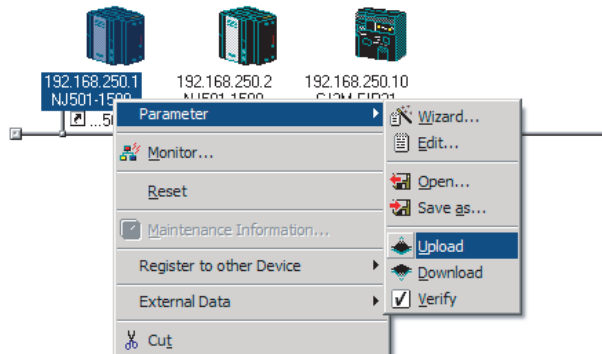 192.168.250.1
192.168.250.2
192.168.250.10
NJ501-1500
NJ501-1500
Parameter
Monitor...
Reset
Maintenance Information...
Register to other Device
External Data
Cut
Wizard...
Edit...
Open...
Save as...
Upload
Download
Verify